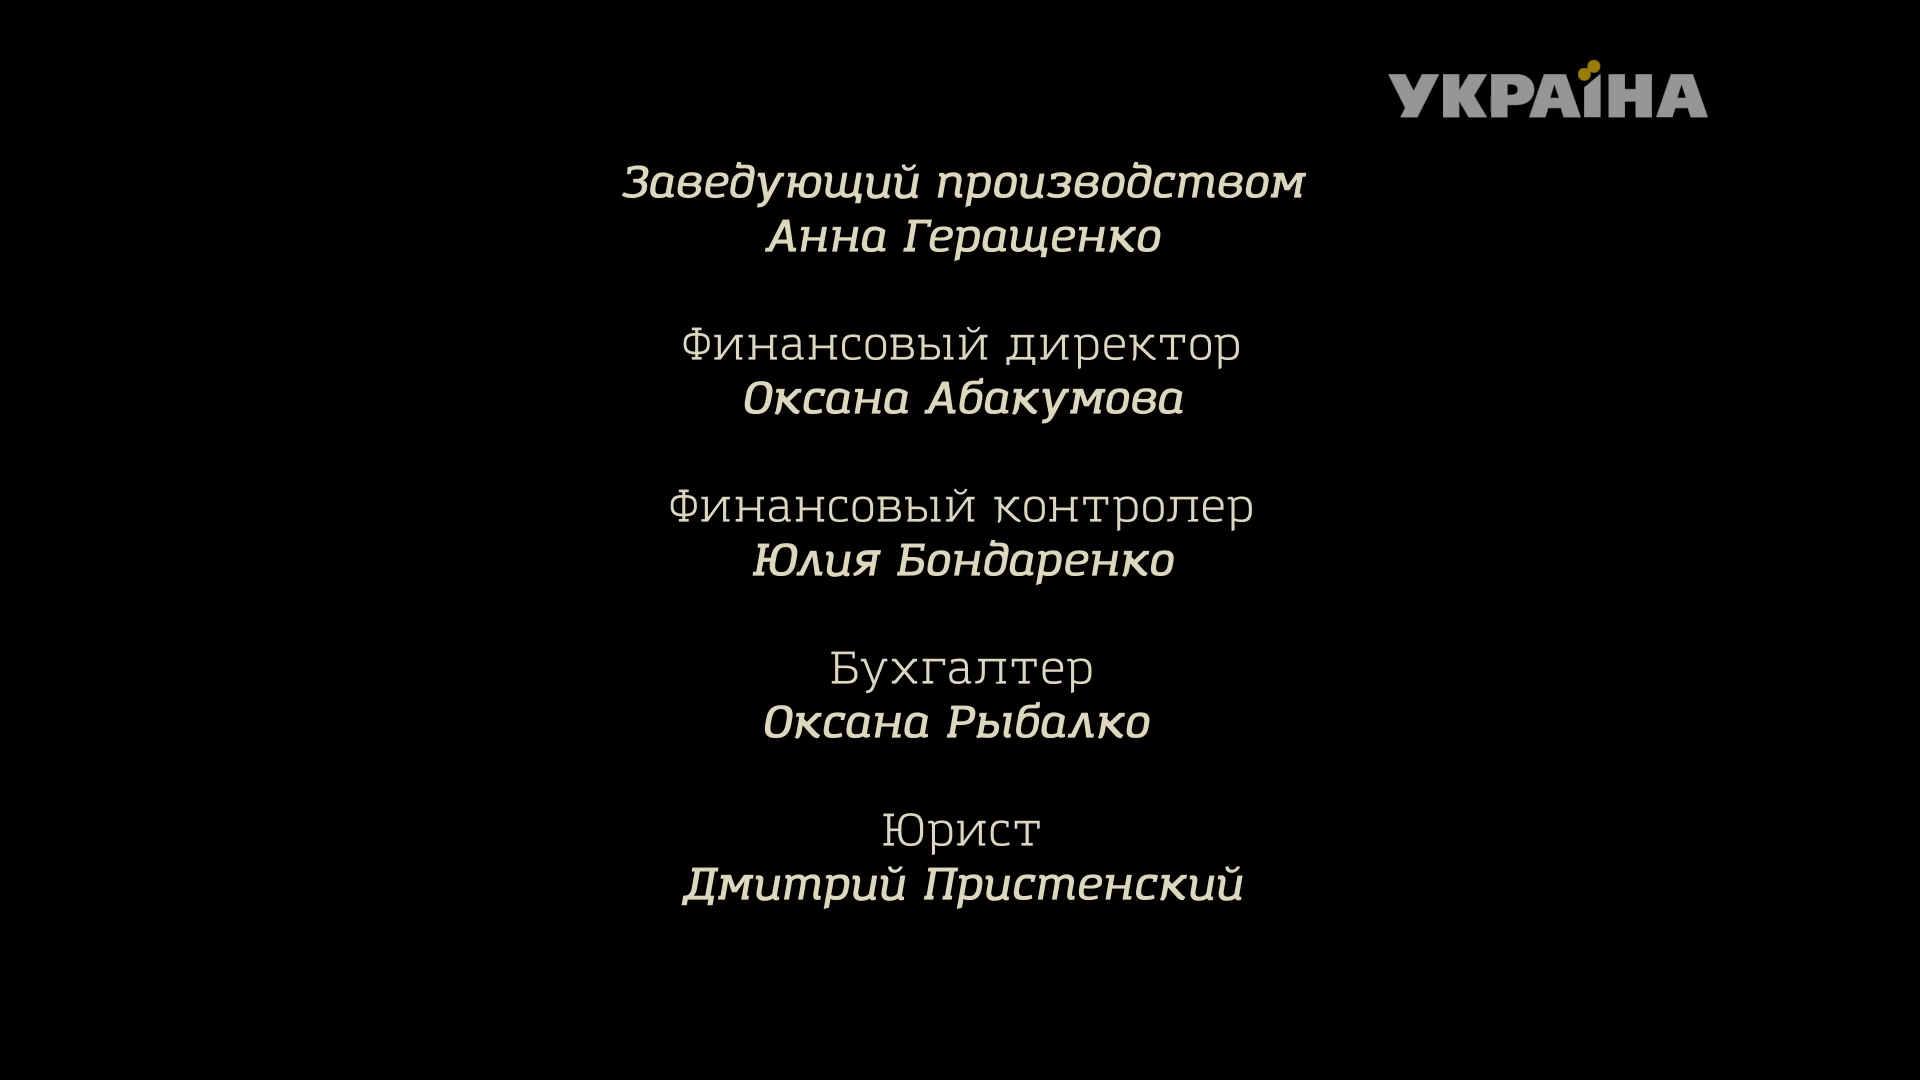 УКРАЇНА
Заведующий производством
Анна Геращенко
Финансовый директор
Оксана Абакумова
Финансовый контролер
Юлия Бондаренко
Бухгалтер
Оксана Рыбалко
Юрист
Дмитрий Пристенский